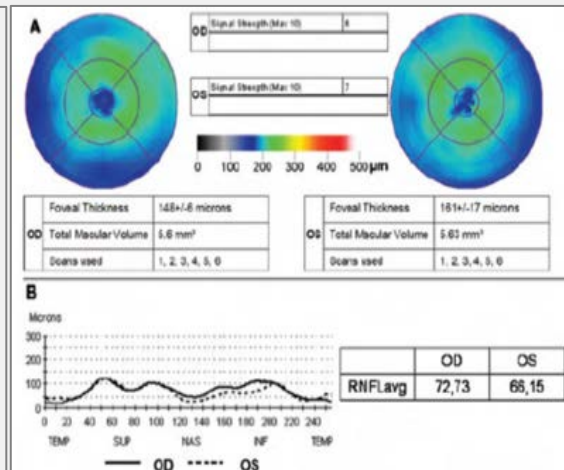 A
OD
Signal Strength (Max 10) 6
OS
Signal Strength (Max 10) 7
0 100 200 300 400 500 µm
OD
Foveal Thickness 148+/-6 microns
Total Macular Volume 5.6 mm³
Scans used 1, 2, 3, 4, 5, 6
OS
Foveal Thickness 161+/-17 microns
Total Macular Volume 5.63 mm³
Scans used 1, 2, 3, 4, 5, 6
B
Microns
300
200
100
0
0 20 40 60 80 100 120 140 160 180 200 220 240
TEMP SUP NAS INF TEMP
OD OS
OD OS
RNFLavg 72,73 66,15